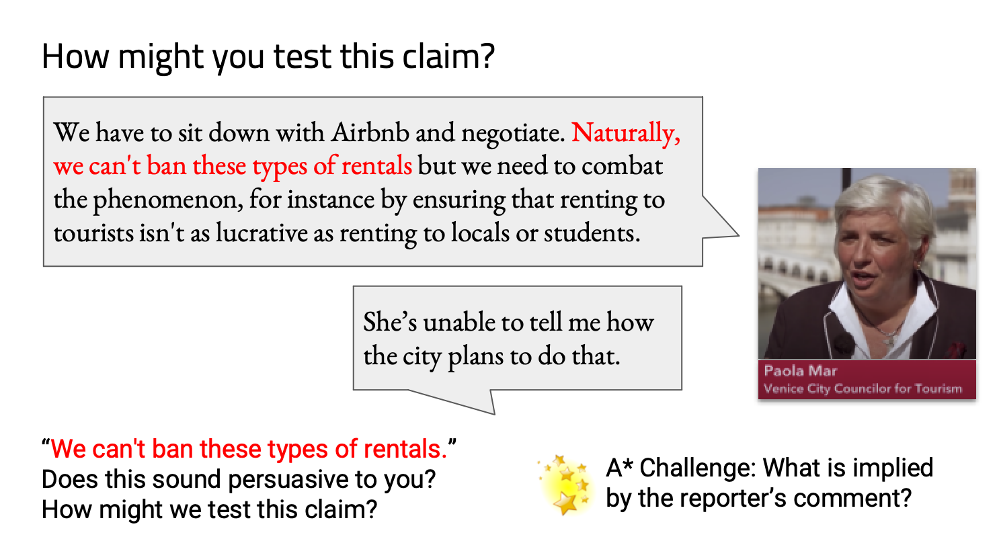 How might you test this claim?
We have to sit down with Airbnb and negotiate. Naturally,
we can't ban these types of rentals but we need to combat
the phenomenon, for instance by ensuring that renting to
tourists isn't as lucrative as renting to locals or students.
Paola Mar
Venice City Councilor for Tourism
She’s unable to tell me how
the city plans to do that.
“We can't ban these types of rentals.”
Does this sound persuasive to you?
How might we test this claim?
A* Challenge: What is implied
by the reporter’s comment?